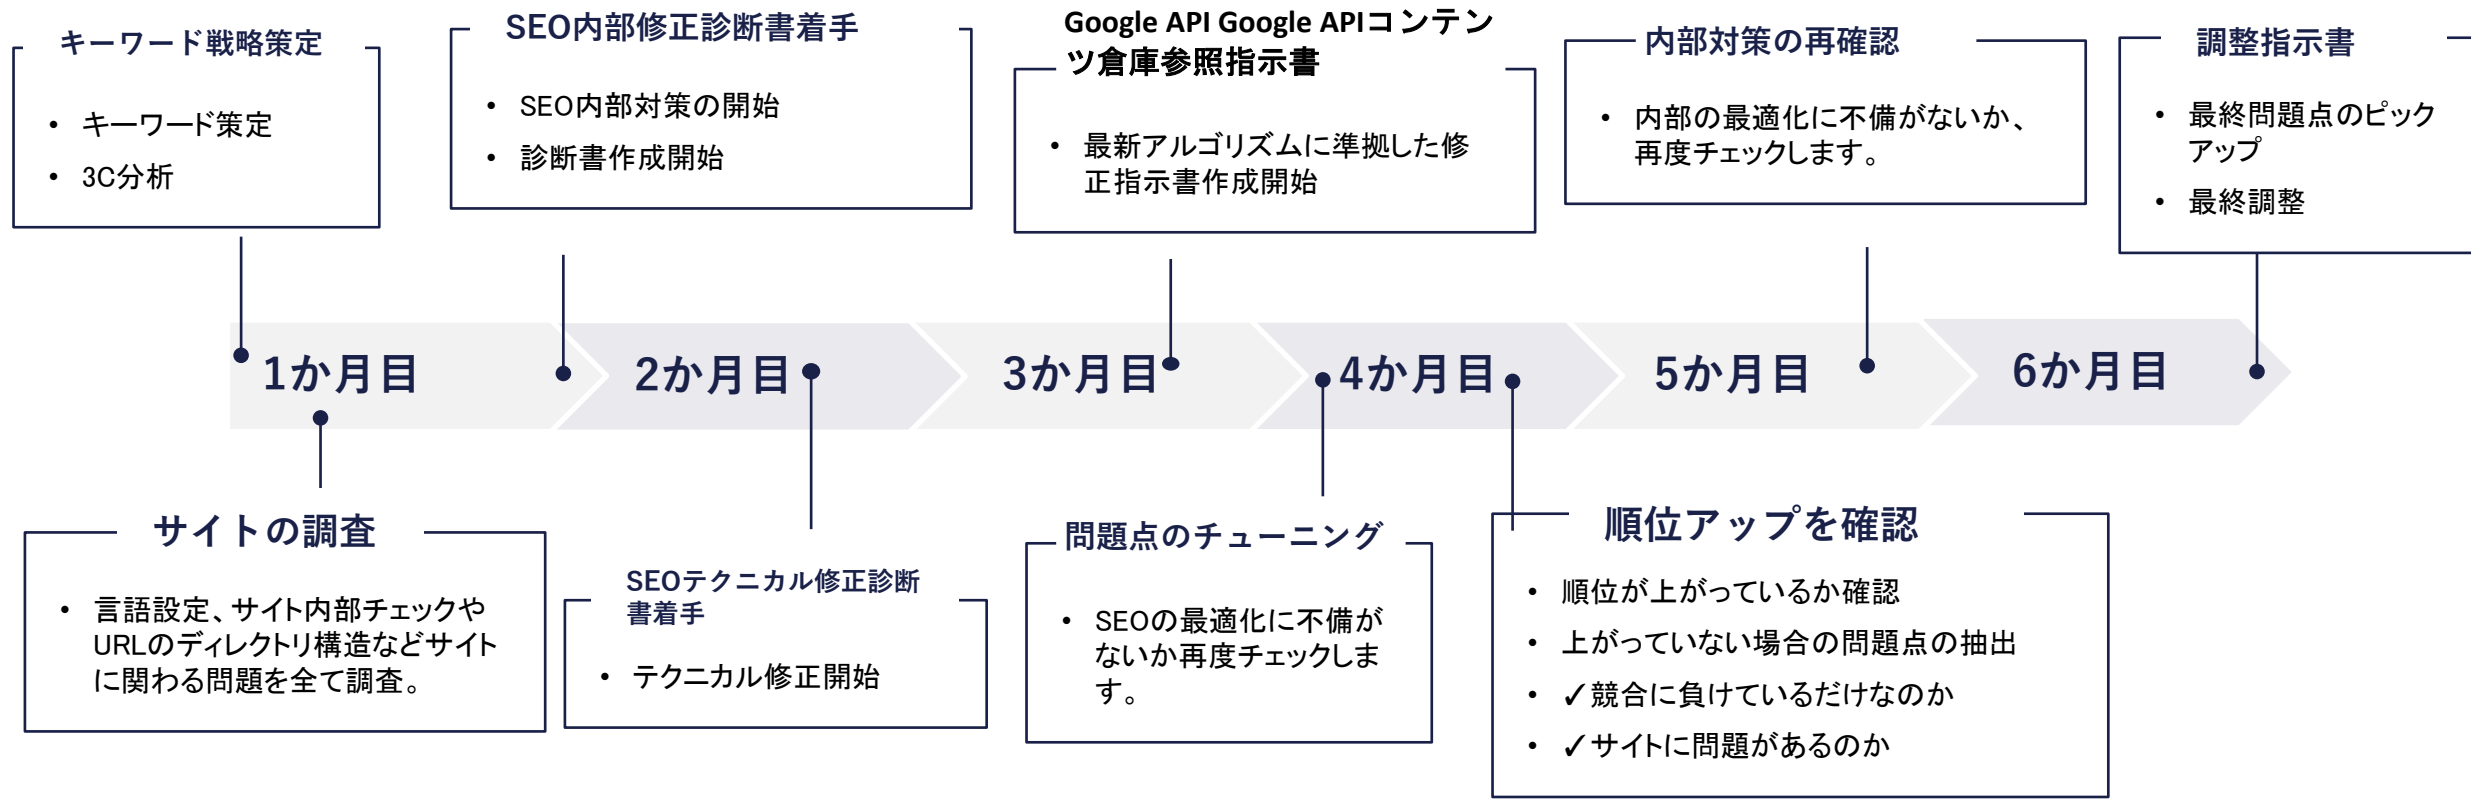 キーワード戦略策定
• キーワード策定
• 3C分析
SEO内部修正診断書着手
• SEO内部対策の開始
• 診断書作成開始
Google API Google APIコンテン
ツ倉庫参照指示書
• 最新アルゴリズムに準拠した修
正指示書作成開始
内部対策の再確認
• 内部の最適化に不備がないか、
再度チェックします。
調整指示書
• 最終問題点のピック
アップ
• 最終調整
1か月目
2か月目
3か月目
4か月目
5か月目
6か月目
サイトの調査
• 言語設定、サイト内部チェックや
URLのディレクトリ構造などサイト
に関わる問題を全て調査。
SEOテクニカル修正診断
書着手
• テクニカル修正開始
問題点のチューニング
• SEOの最適化に不備が
ないか再度チェックしま
す。
順位アップを確認
• 順位が上がっているか確認
• 上がっていない場合の問題点の抽出
• ✓競合に負けているだけなのか
• ✓サイトに問題があるのか